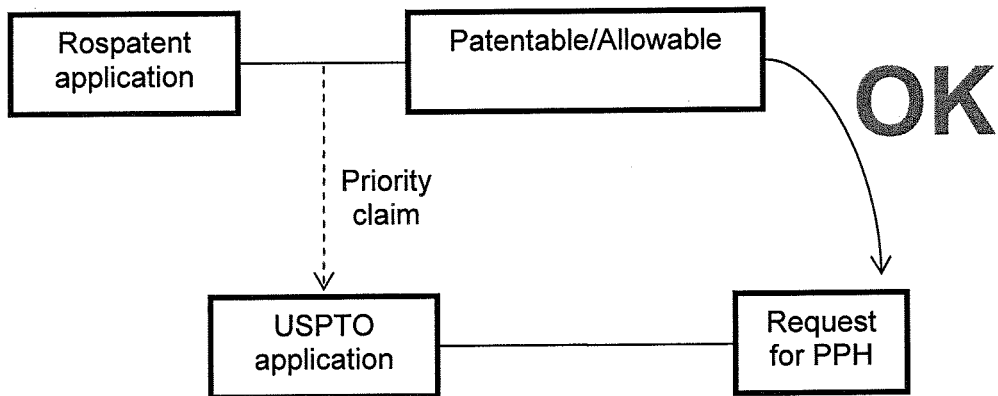 Rospatent
application
Patentable/Allowable
OK
Priority
claim
USPTO
application
Request
for PPH